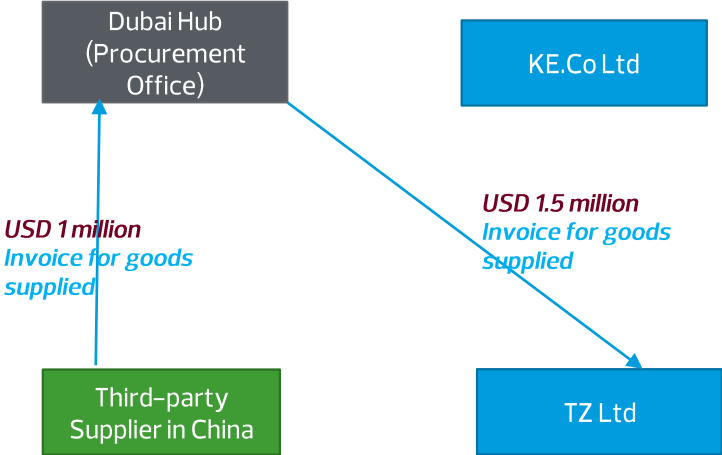 Dubai Hub
(Procurement
Office)
KE.Co Ltd
USD 1 million
Invoice for goods
supplied
USD 1.5 million
Invoice for goods
supplied
Third-party
Supplier in China
TZ Ltd